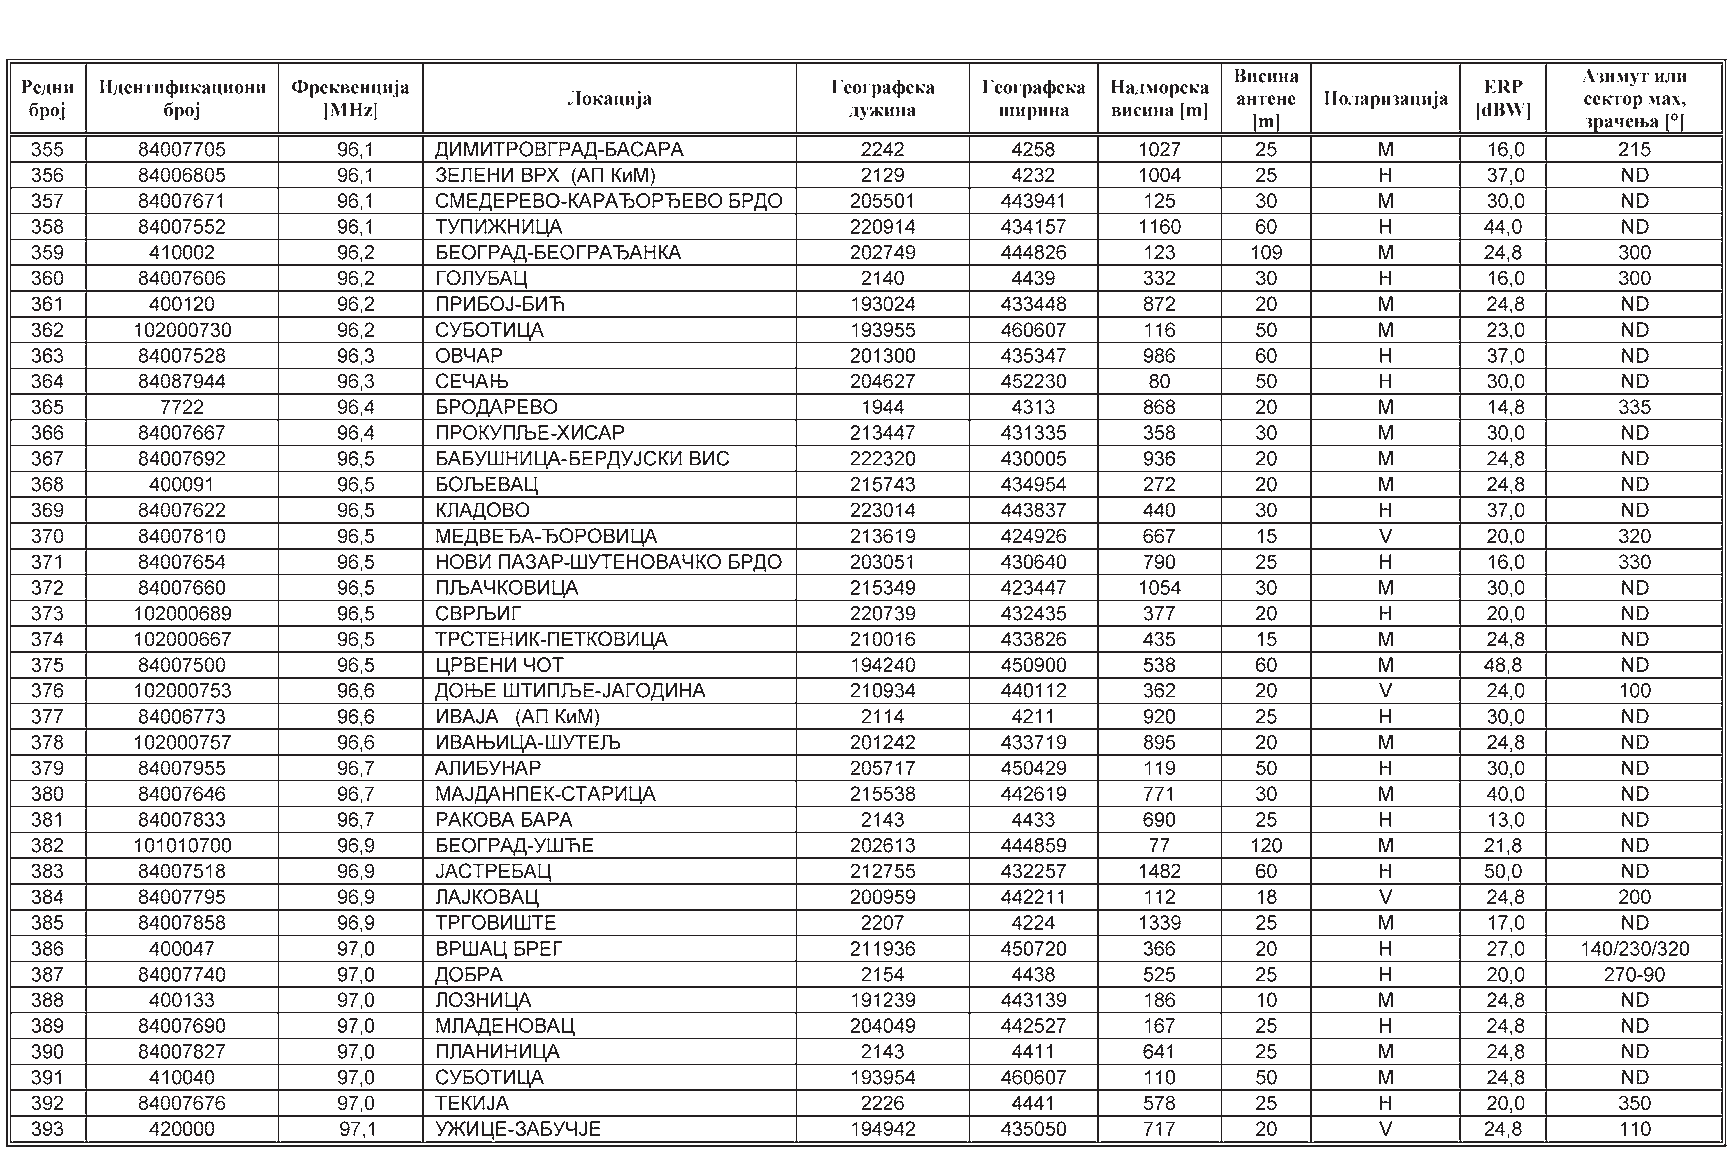 Редни број | Идентификациони број | Фреквенција [MHz] | Локација | Географска дужина | Географска ширина | Надморска висина [m] | Висина антене [m] | Поларизација | ERP [dBW] | Азимут или сектор мах, зрачења [°]
355 84007705 96,1 ДИМИТРОВГРАД-БАСАРА 2242 4258 1027 25 M 16,0 215
356 84006805 96,1 ЗЕЛЕНИ ВРХ (АП КиМ) 2129 4232 1004 25 H 37,0 ND
357 84007671 96,1 СМЕДЕРЕВО-КАРАЂОРЂЕВО БРДО 205501 443941 125 30 M 30,0 ND
358 84007552 96,1 ТУПИЖНИЦА 220914 434157 1160 60 H 44,0 ND
359 410002 96,2 БЕОГРАД-БЕОГРАЂАНКА 202749 444826 123 109 M 24,8 300
360 84007606 96,2 ГОЛУБАЦ 2140 4439 332 30 H 16,0 300
361 400120 96,2 ПРИБОЈ-БИЋ 193024 433448 872 20 M 24,8 ND
362 102000730 96,2 СУБОТИЦА 193955 460607 116 50 M 23,0 ND
363 84007528 96,3 ОВЧАР 201300 435347 986 60 H 37,0 ND
364 84087944 96,3 СЕЧАЊ 204627 452230 80 50 H 30,0 ND
365 7722 96,4 БРОДАРЕВО 1944 4313 868 20 M 14,8 335
366 84007667 96,4 ПРОКУПЉЕ-ХИСАР 213447 431335 358 30 M 30,0 ND
367 84007692 96,5 БАБУШНИЦА-БЕРДУЈСКИ ВИС 222320 430005 936 20 M 24,8 ND
368 400091 96,5 БОЉЕВАЦ 215743 434954 272 20 M 24,8 ND
369 84007622 96,5 КЛАДОВО 223014 443837 440 30 H 37,0 ND
370 84007810 96,5 МЕДВЕЂА-ЂОРОВИЦА 213619 424926 667 15 V 20,0 320
371 84007654 96,5 НОВИ ПАЗАР-ШУТЕНОВАЧКО БРДО 203051 430640 790 25 H 16,0 330
372 84007660 96,5 ПЉАЧКОВИЦА 215349 423447 1054 30 M 30,0 ND
373 102000689 96,5 СВРЉИГ 220739 432435 377 20 H 20,0 ND
374 102000667 96,5 ТРСТЕНИК-ПЕТКОВИЦА 210016 433826 435 15 M 24,8 ND
375 84007500 96,5 ЦРВЕНИ ЧОТ 194240 450900 538 60 M 48,8 ND
376 102000753 96,6 ДОЊЕ ШТИПЉЕ-ЈАГОДИНА 210934 440112 362 20 V 24,0 100
377 84006773 96,6 ИВАЈА (АП КиМ) 2114 4211 920 25 H 30,0 ND
378 102000757 96,6 ИВАЊИЦА-ШУТЕЉ 201242 433719 895 20 M 24,8 ND
379 84007955 96,7 АЛИБУНАР 205717 450429 119 50 H 30,0 ND
380 84007646 96,7 МАЈДАНПЕК-СТАРИЦА 215538 442619 771 30 M 40,0 ND
381 84007833 96,7 РАКОВА БАРА 2143 4433 690 25 H 13,0 ND
382 101010700 96,9 БЕОГРАД-УШЋЕ 202613 444859 77 120 M 21,8 ND
383 84007518 96,9 ЈАСТРЕБАЦ 212755 432257 1482 60 H 50,0 ND
384 84007795 96,9 ЛАЈКОВАЦ 200959 442211 112 18 V 24,8 200
385 84007858 96,9 ТРГОВИШТЕ 2207 4224 1339 25 M 17,0 ND
386 400047 97,0 ВРШАЦ БРЕГ 211936 450720 366 20 H 27,0 140/230/320
387 84007740 97,0 ДОБРА 2154 4438 525 25 H 20,0 270-90
388 400133 97,0 ЛОЗНИЦА 191239 443139 186 10 M 24,8 ND
389 84007690 97,0 МЛАДЕНОВАЦ 204049 442527 167 25 H 24,8 ND
390 84007827 97,0 ПЛАНИНИЦА 2143 4411 641 25 M 24,8 ND
391 410040 97,0 СУБОТИЦА 193954 460607 110 50 M 24,8 ND
392 84007676 97,0 ТЕКИЈА 2226 4441 578 25 H 20,0 350
393 420000 97,1 УЖИЦЕ-ЗАБУЧЈЕ 194942 435050 717 20 V 24,8 110